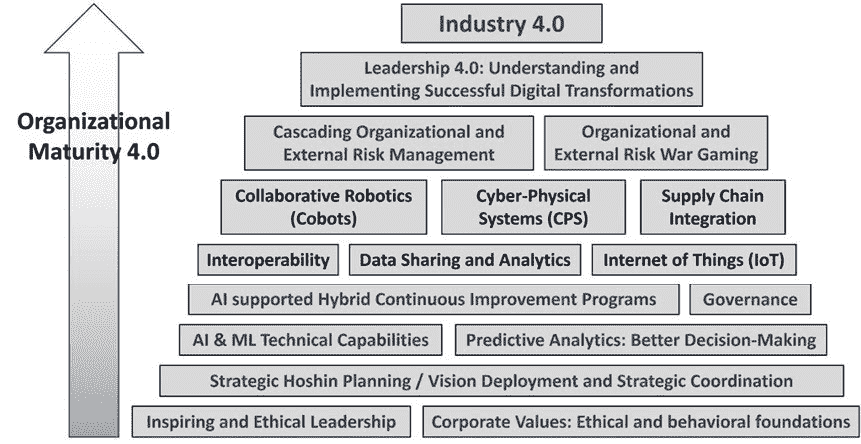 Industry 4.0
Leadership 4.0: Understanding and
Implementing Successful Digital Transformations
Organizational
Maturity 4.0
Cascading Organizational and
External Risk Management
Organizational and
External Risk War Gaming
Collaborative Robotics
(Cobots)
Cyber-Physical
Systems (CPS)
Supply Chain
Integration
Interoperability
Data Sharing and Analytics
Internet of Things (IoT)
AI supported Hybrid Continuous Improvement Programs
Governance
AI & ML Technical Capabilities
Predictive Analytics: Better Decision-Making
Strategic Hoshin Planning / Vision Deployment and Strategic Coordination
Inspiring and Ethical Leadership
Corporate Values: Ethical and behavioral foundations